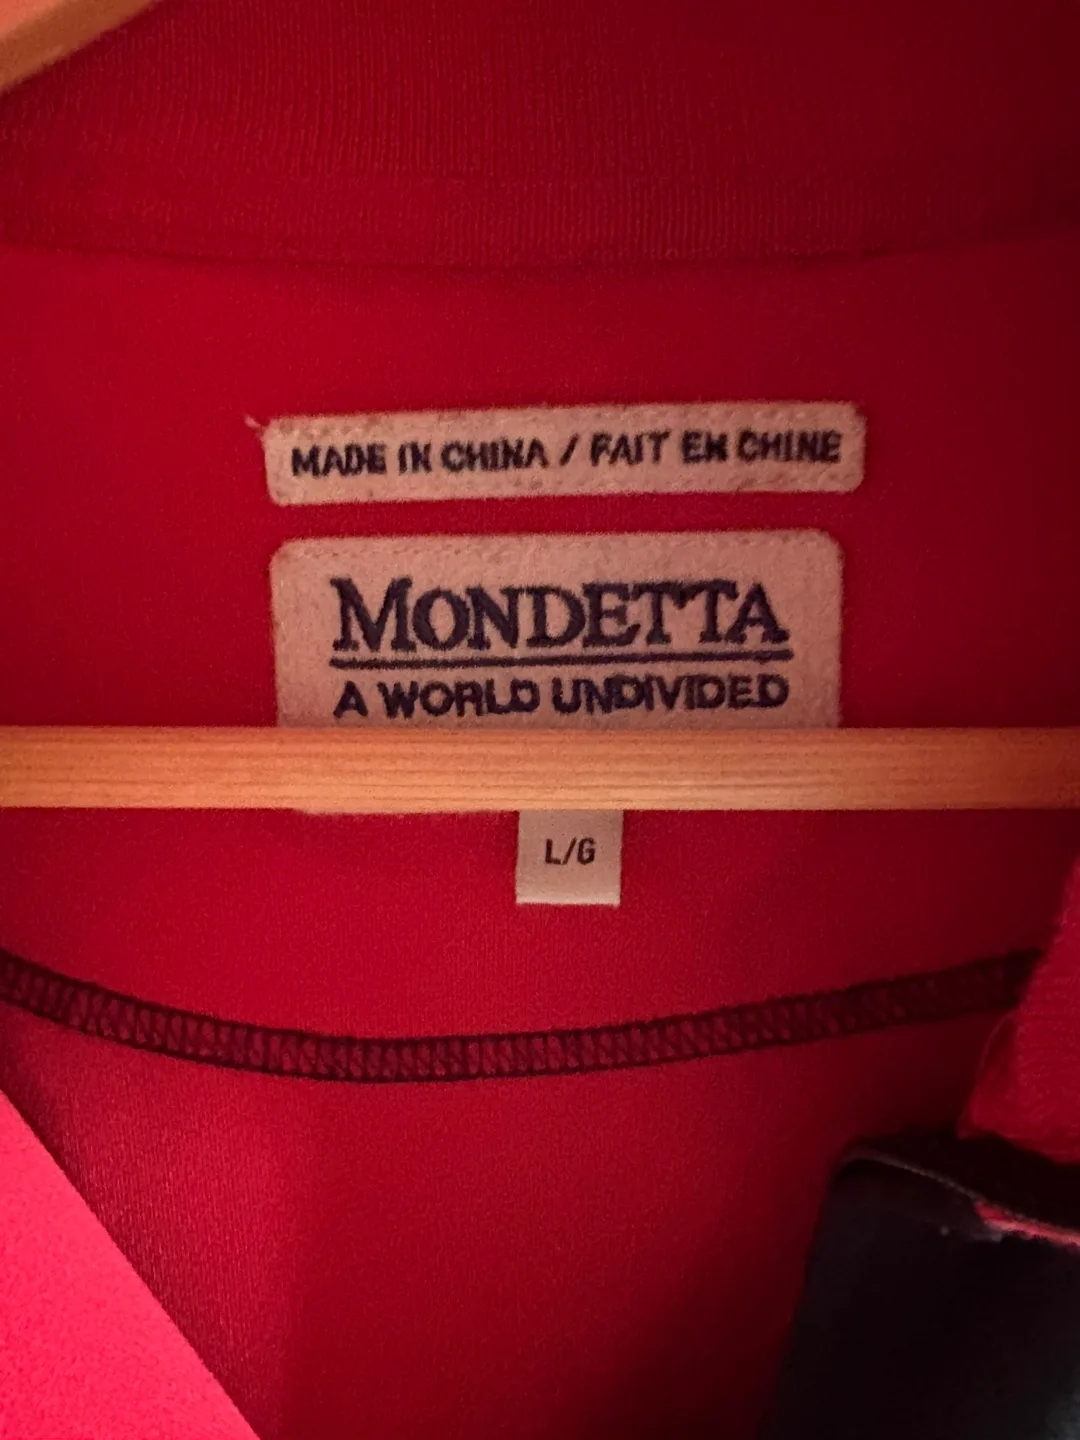 MADE IN CHINA / FAIT EN CHINE
MONDETTA
A WORLD UNDIVIDED
L/G